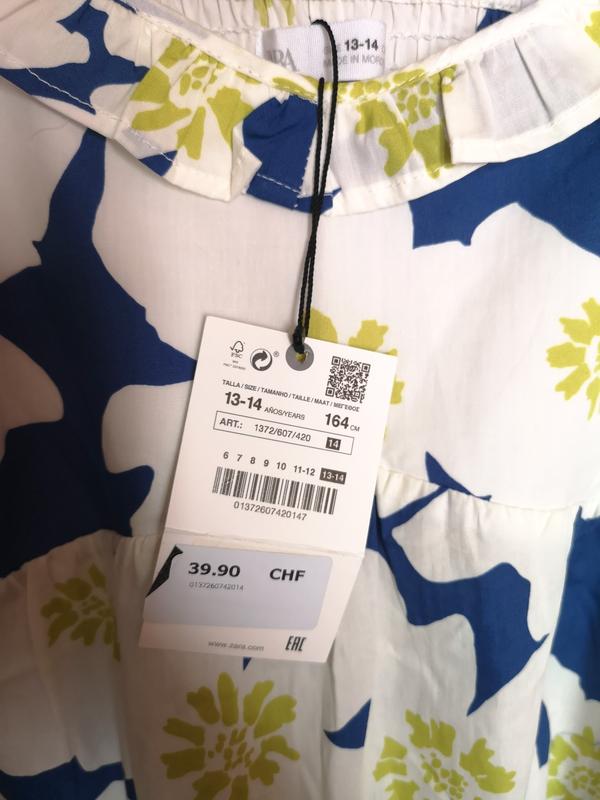 13-14
MADE IN MOR
FSC
TALLA / SIZE / TAMANHO / TAILLE / MAAT / ΜΕΓΕΘΟΣ
13-14 AÑOS/YEARS 164 CM
ART.: 1372/607/420 14
6 7 8 9 10 11-12 13-14
01372607420147
39.90 CHF
0137260742014
www.zara.com EAC